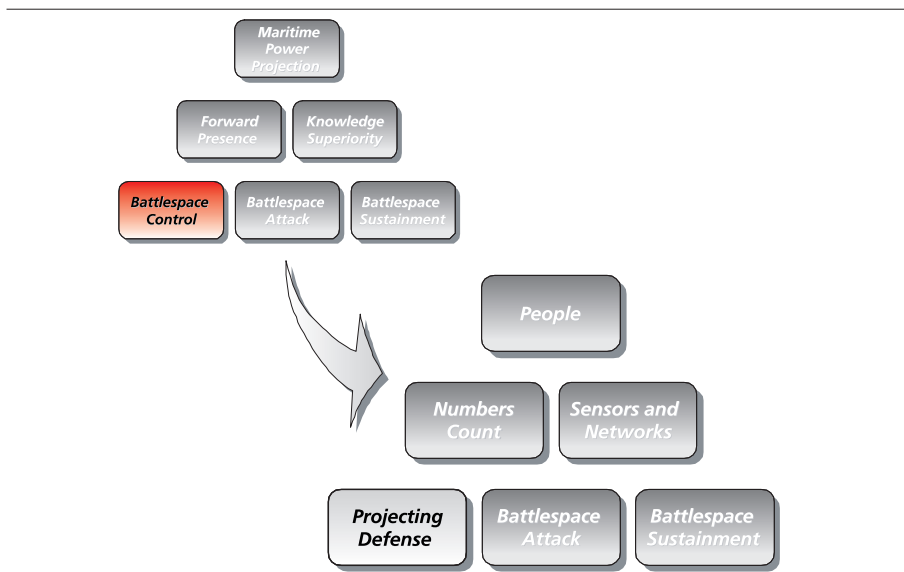 Maritime
Power
Projection
Forward
Presence
Knowledge
Superiority
Battlespace
Control
Battlespace
Attack
Battlespace
Sustainment
People
Numbers
Count
Sensors and
Networks
Projecting
Defense
Battlespace
Attack
Battlespace
Sustainment